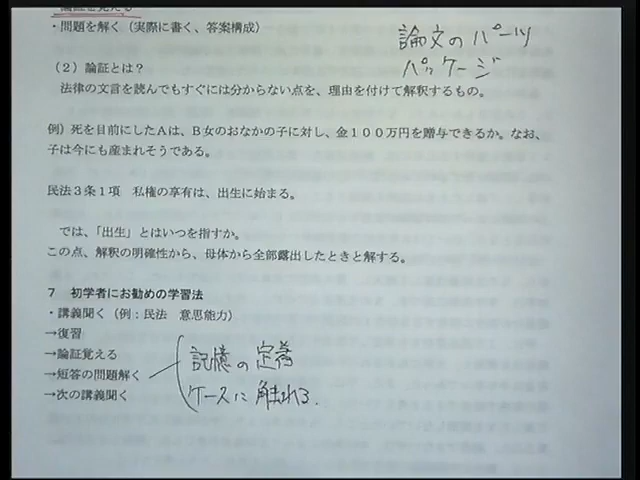 論証を覚える
・問題を解く（実際に書く、答案構成）
論文のパーツ
パッケージ
（２）論証とは？
法律の文言を読んでもすぐには分からない点を、理由を付けて解釈するもの。
例）死を目前にしたＡは、Ｂ女のおなかの子に対し、金１００万円を贈与できるか。なお、
子は今にも産まれそうである。
民法３条１項　私権の享有は、出生に始まる。
では、「出生」とはいつを指すか。
この点、解釈の明確性から、母体から全部露出したときと解する。
７　初学者にお勧めの学習法
・講義聞く（例：民法　意思能力）
→復習
→論証覚える
→短答の問題解く
→次の講義聞く
記憶の定着
ケースに触れる．